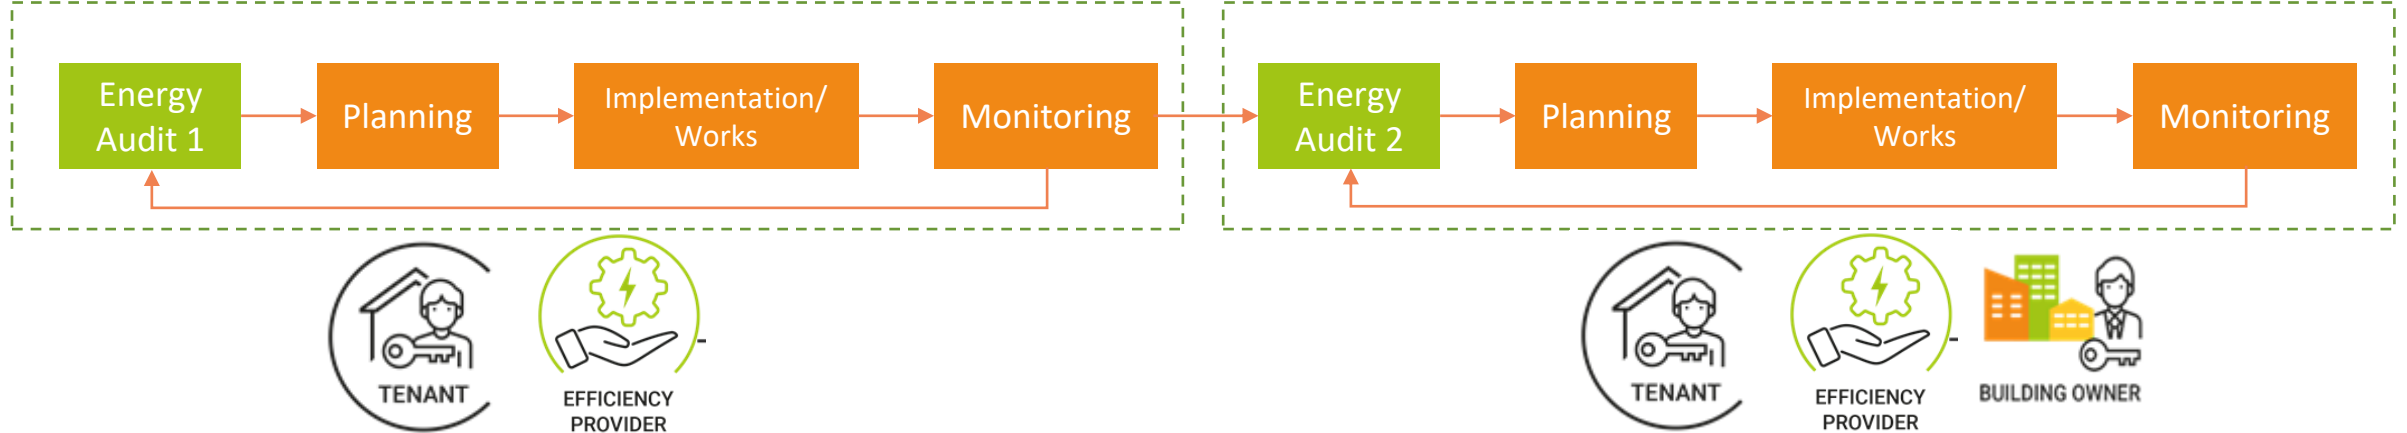 Energy
Audit 1
Planning
Implementation/
Works
Monitoring
Energy
Audit 2
Planning
Implementation/
Works
Monitoring
TENANT
EFFICIENCY
PROVIDER
TENANT
EFFICIENCY
PROVIDER
BUILDING OWNER